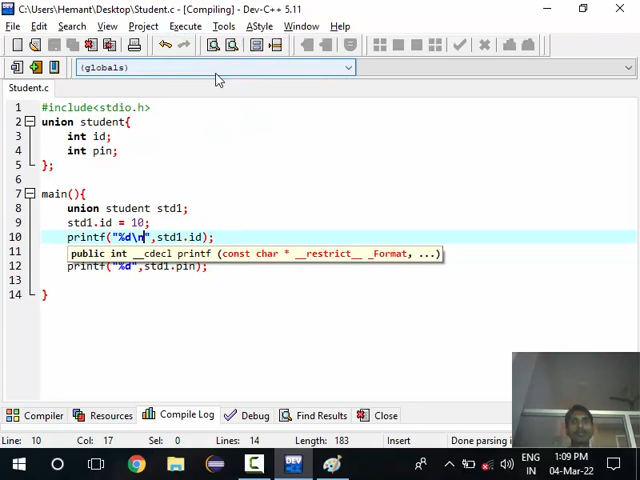 C:\Users\Hemant\Desktop\Student.c - [Compiling] - Dev-C++ 5.11
File Edit Search View Project Execute Tools AStyle Window Help
(globals)
Student.c
1 #include<stdio.h>
2 union student{
3 int id;
4 int pin;
5 };
6
7 main(){
8 union student std1;
9 std1.id = 10;
10 printf("%d\n",std1.id);
11 public int __cdecl printf (const char * __restrict__ _Format, ...)
12 printf("%d",std1.pin);
13
14 }
Compiler Resources Compile Log Debug Find Results Close
Line: 10 Col: 17 Sel: 0 Lines: 14 Length: 183 Insert Done parsing in
ENG
IN
1:09 PM
04-Mar-22